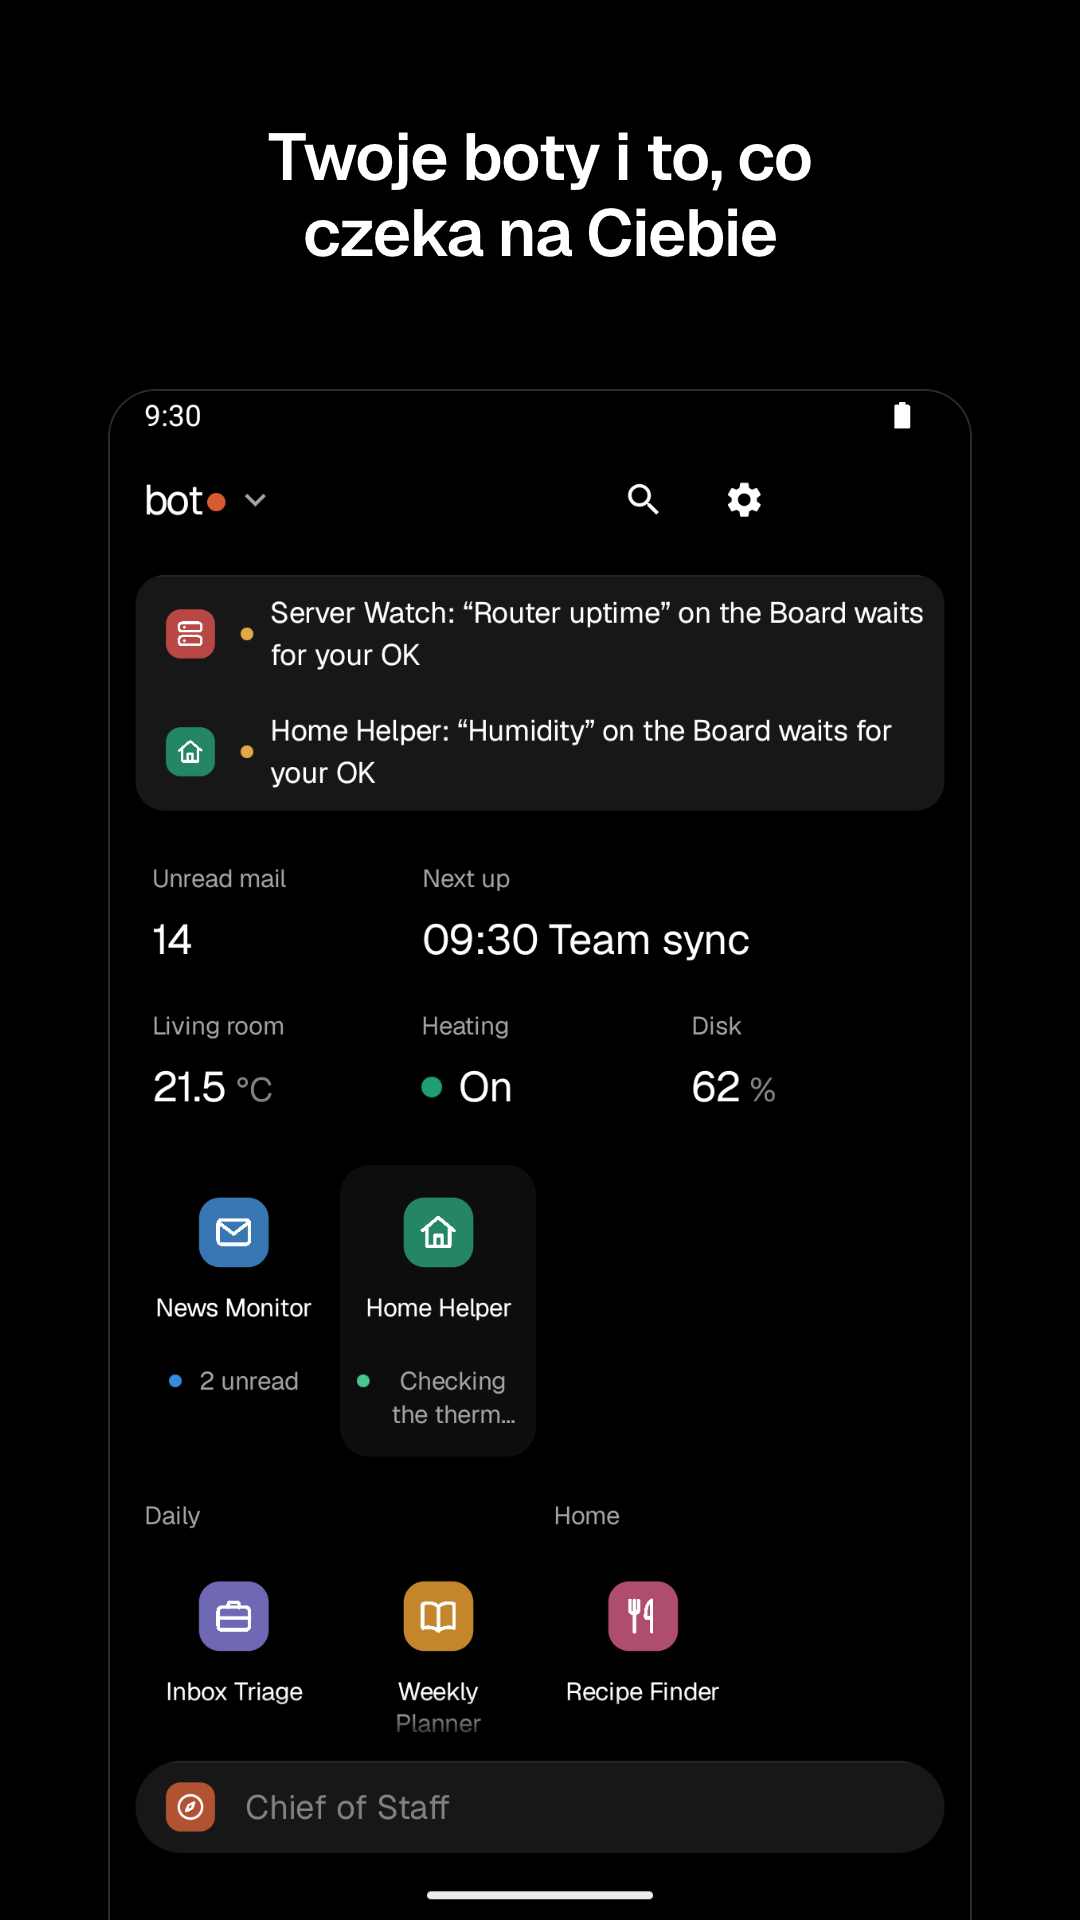 Twoje boty i to, co
czeka na Ciebie
9:30
bot
Server Watch: “Router uptime” on the Board waits
for your OK
Home Helper: “Humidity” on the Board waits for
your OK
Unread mail
Next up
14
09:30 Team sync
Living room
Heating
Disk
21.5 °C
On
62 %
News Monitor
Home Helper
2 unread
Checking
the therm...
Daily
Home
Inbox Triage
Weekly
Planner
Recipe Finder
Chief of Staff